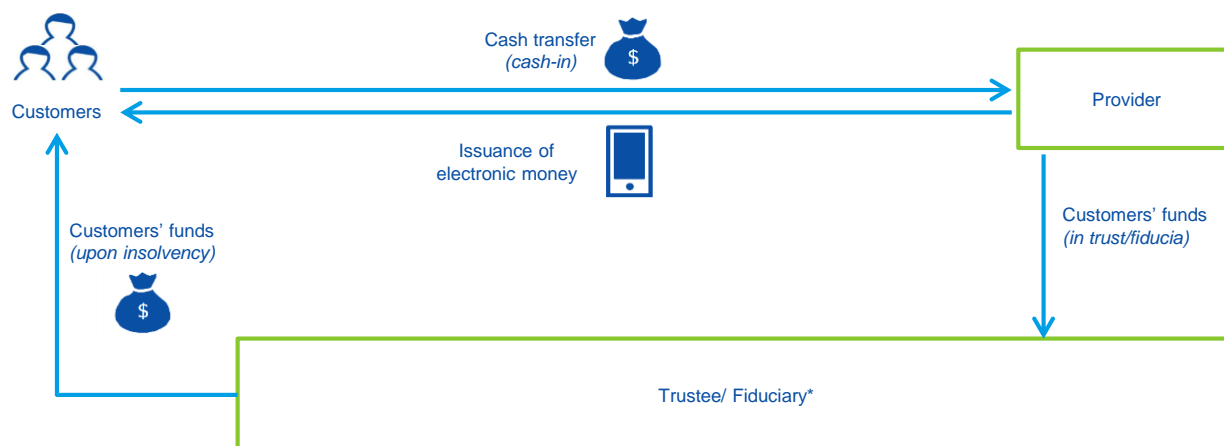 Cash transfer
(cash-in)
$
Customers
Provider
Issuance of
electronic money
Customers’ funds
(upon insolvency)
$
Customers’ funds
(in trust/fiducia)
Trustee/ Fiduciary*